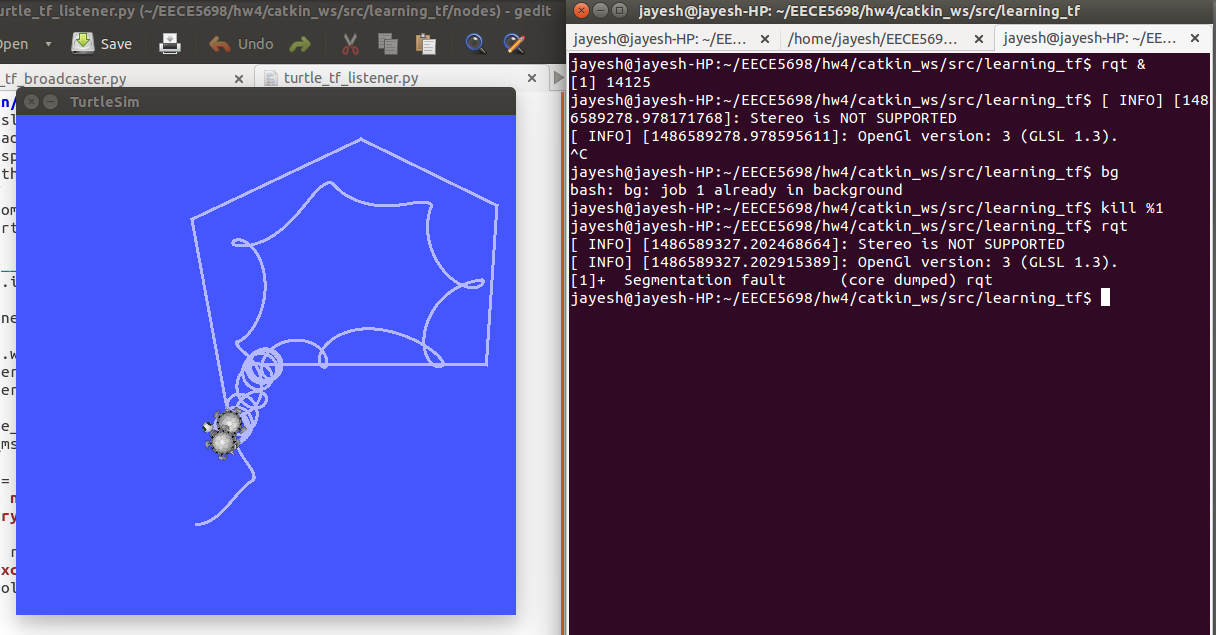 turtle_tf_listener.py (~/EECE5698/hw4/catkin_ws/src/learning_tf/nodes) - gedit
Open Save Undo
_tf_broadcaster.py
turtle_tf_listener.py
TurtleSim
jayesh@jayesh-HP: ~/EECE5698/hw4/catkin_ws/src/learning_tf
jayesh@jayesh-HP: ~/EE...
/home/jayesh/EECE569...
jayesh@jayesh-HP: ~/EE...
jayesh@jayesh-HP:~/EECE5698/hw4/catkin_ws/src/learning_tf$ rqt &
[1] 14125
jayesh@jayesh-HP:~/EECE5698/hw4/catkin_ws/src/learning_tf$ [ INFO] [148
6589278.978171768]: Stereo is NOT SUPPORTED
[ INFO] [1486589278.978595611]: OpenGl version: 3 (GLSL 1.3).
^C
jayesh@jayesh-HP:~/EECE5698/hw4/catkin_ws/src/learning_tf$ bg
bash: bg: job 1 already in background
jayesh@jayesh-HP:~/EECE5698/hw4/catkin_ws/src/learning_tf$ kill %1
jayesh@jayesh-HP:~/EECE5698/hw4/catkin_ws/src/learning_tf$ rqt
[ INFO] [1486589327.202468664]: Stereo is NOT SUPPORTED
[ INFO] [1486589327.202915389]: OpenGl version: 3 (GLSL 1.3).
[1]+  Segmentation fault      (core dumped) rqt
jayesh@jayesh-HP:~/EECE5698/hw4/catkin_ws/src/learning_tf$